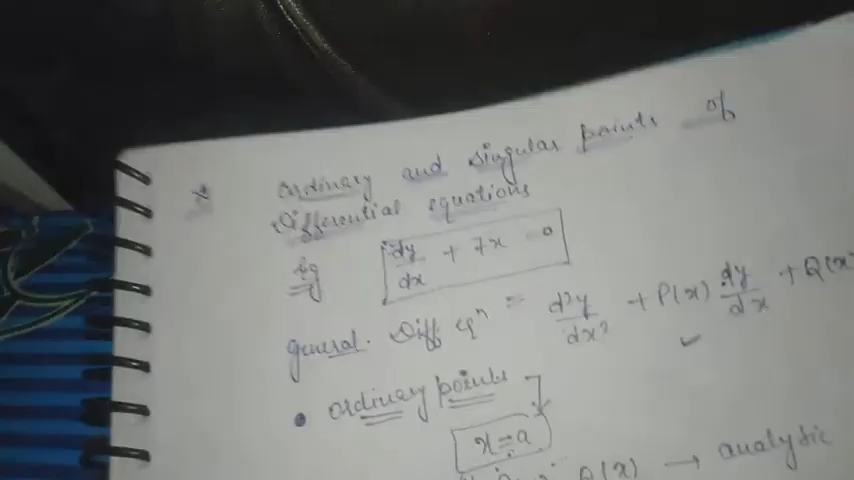 * ordinary and singular points of
Differential equations
eg dy/dx + 7x = 0
general. Diff eqⁿ = d²y/dx² + P(x) dy/dx + Q(x)
• ordinary points
x = a
Q(x) → analytic